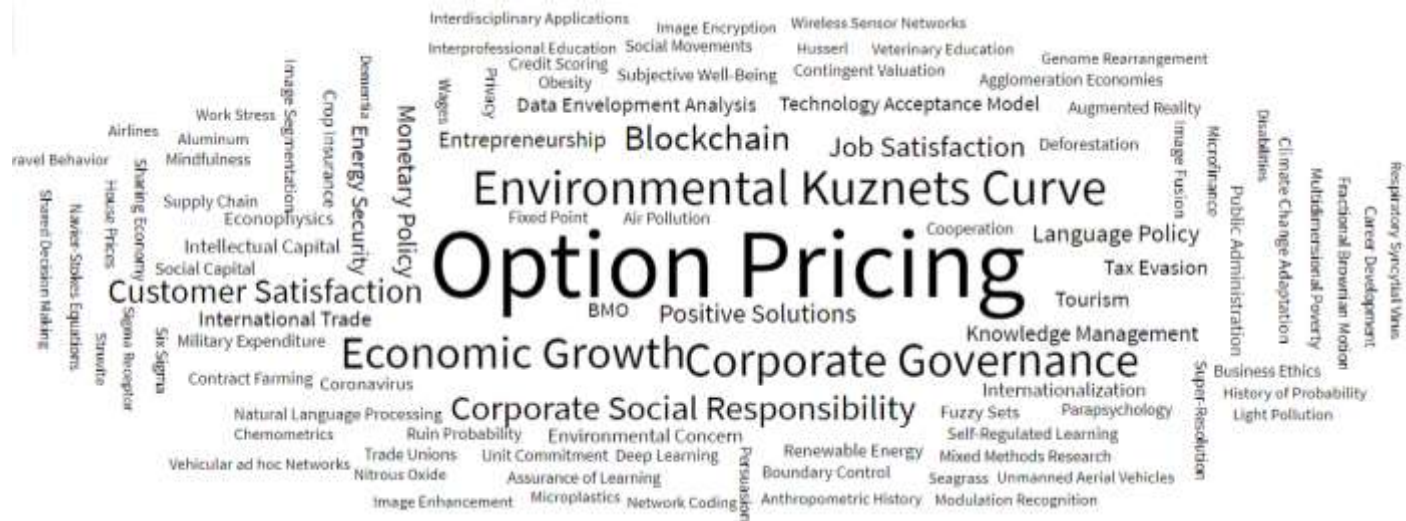 Interdisciplinary Applications
Image Encryption
Wireless Sensor Networks
Interprofessional Education
Social Movements
Husserl
Veterinary Education
Genome Rearrangement
Credit Scoring
Obesity
Subjective Well-Being
Contingent Valuation
Agglomeration Economies
Dementia
Image Segmentation
Crop Insurance
Wages
Privacy
Data Envelopment Analysis
Technology Acceptance Model
Augmented Reality
Work Stress
Airlines
Aluminum
Mindfulness
ravel Behavior
Monetary Policy
Energy Security
Entrepreneurship
Blockchain
Job Satisfaction
Deforestation
Image Fusion
Microfinance
Disabilities
Climate Change Adaptation
Multidimensional Poverty
Fractional Brownian Motion
Career Development
Respiratory Syncytial Virus
Public Administration
Environmental Kuznets Curve
Shared Decision Making
Navier Stokes Equations
House Prices
Sharing Economy
Supply Chain
Econophysics
Fixed Point
Air Pollution
Cooperation
Language Policy
Intellectual Capital
Social Capital
Option Pricing
Tax Evasion
Customer Satisfaction
Tourism
BMO
Positive Solutions
International Trade
Knowledge Management
Struvite
Sigma Receptor
Six Sigma
Military Expenditure
Economic Growth
Corporate Governance
Super-Resolution
Business Ethics
Contract Farming
Coronavirus
Internationalization
History of Probability
Natural Language Processing
Corporate Social Responsibility
Fuzzy Sets
Parapsychology
Light Pollution
Chemometrics
Ruin Probability
Environmental Concern
Self-Regulated Learning
Vehicular ad hoc Networks
Trade Unions
Unit Commitment
Deep Learning
Persuasion
Renewable Energy
Mixed Methods Research
Nitrous Oxide
Assurance of Learning
Boundary Control
Seagrass
Unmanned Aerial Vehicles
Image Enhancement
Microplastics
Network Coding
Anthropometric History
Modulation Recognition